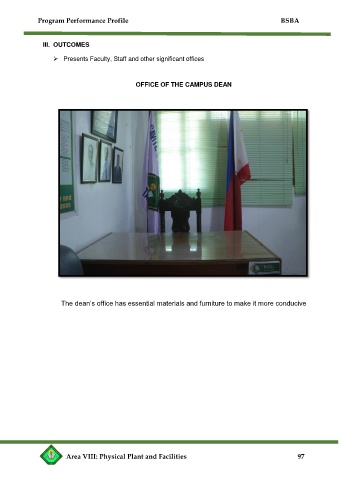 Program Performance Profile BSBA
III. OUTCOMES
➢ Presents Faculty, Staff and other significant offices
OFFICE OF THE CAMPUS DEAN
The dean's office has essential materials and furniture to make it more conducive
Area VIII: Physical Plant and Facilities 97